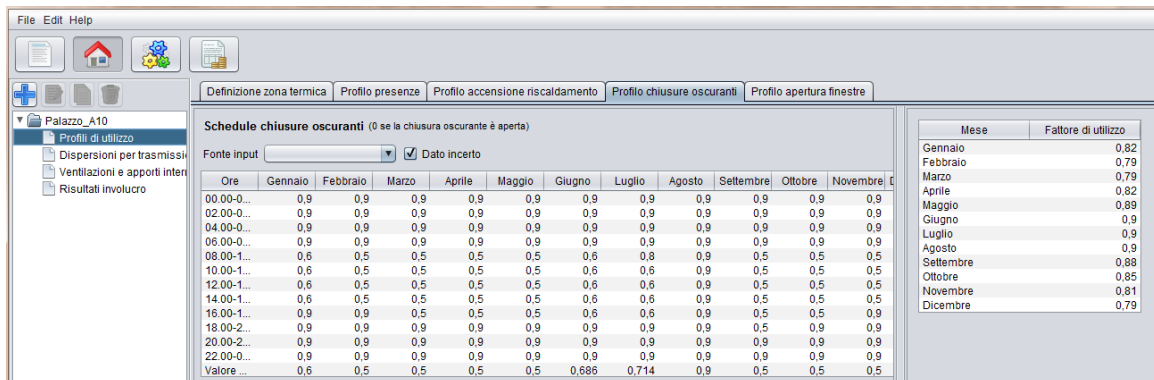 File Edit Help
Definizione zona termica Profilo presenze Profilo accensione riscaldamento Profilo chiusure oscuranti Profilo apertura finestre
Palazzo_A10
Profili di utilizzo
Dispersioni per trasmissi
Ventilazioni e apporti inter
Risultati involucro
Schedule chiusure oscuranti (0 se la chiusura oscurante è aperta)
Fonte input Dato incerto
Ore Gennaio Febbraio Marzo Aprile Maggio Giugno Luglio Agosto Settembre Ottobre Novembre D
00.00-0... 0,9 0,9 0,9 0,9 0,9 0,9 0,9 0,9 0,9 0,9 0,9
02.00-0... 0,9 0,9 0,9 0,9 0,9 0,9 0,9 0,9 0,9 0,9 0,9
04.00-0... 0,9 0,9 0,9 0,9 0,9 0,9 0,9 0,9 0,9 0,9 0,9
06.00-0... 0,9 0,9 0,9 0,9 0,9 0,9 0,9 0,9 0,9 0,9 0,9
08.00-1... 0,6 0,5 0,5 0,5 0,5 0,6 0,8 0,9 0,5 0,5 0,5
10.00-1... 0,6 0,5 0,5 0,5 0,5 0,6 0,6 0,9 0,5 0,5 0,5
12.00-1... 0,6 0,5 0,5 0,5 0,5 0,6 0,6 0,9 0,5 0,5 0,5
14.00-1... 0,6 0,5 0,5 0,5 0,5 0,6 0,6 0,9 0,5 0,5 0,5
16.00-1... 0,9 0,9 0,5 0,5 0,5 0,6 0,6 0,9 0,5 0,5 0,9
18.00-2... 0,9 0,9 0,9 0,9 0,5 0,9 0,9 0,9 0,5 0,9 0,9
20.00-2... 0,9 0,9 0,9 0,9 0,9 0,9 0,9 0,9 0,9 0,9 0,9
22.00-0... 0,9 0,9 0,9 0,9 0,9 0,9 0,9 0,9 0,9 0,9 0,9
Valore ... 0,6 0,5 0,5 0,5 0,5 0,686 0,714 0,9 0,5 0,5 0,5
Mese Fattore di utilizzo
Gennaio 0,82
Febbraio 0,79
Marzo 0,79
Aprile 0,82
Maggio 0,89
Giugno 0,9
Luglio 0,9
Agosto 0,9
Settembre 0,88
Ottobre 0,85
Novembre 0,81
Dicembre 0,79